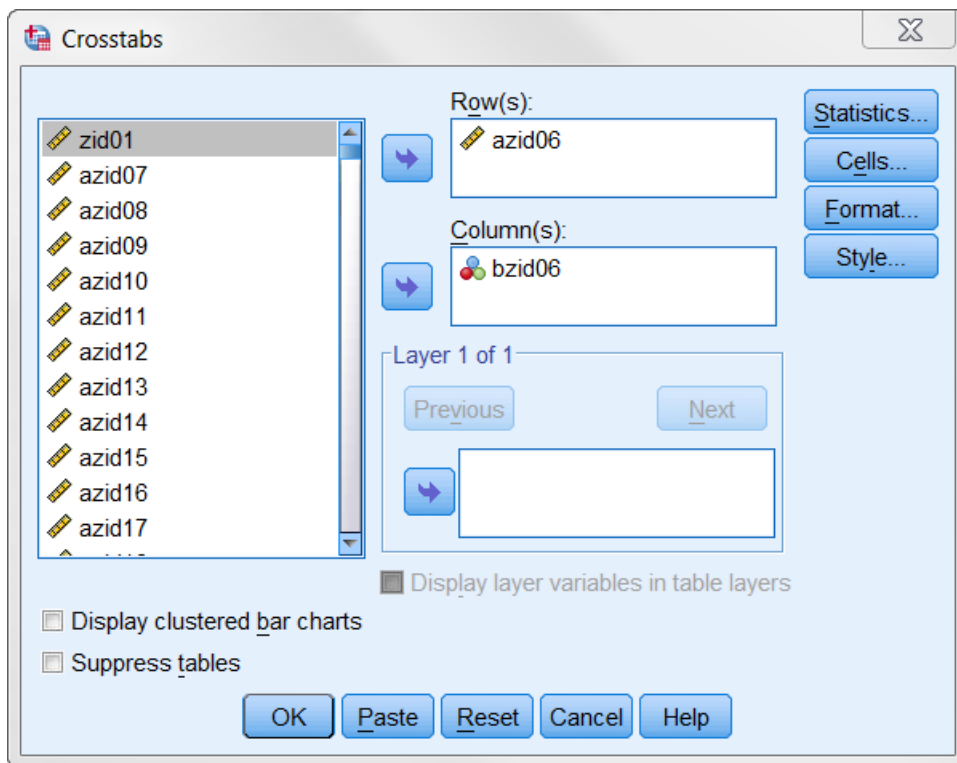 Crosstabs
zid01
azid07
azid08
azid09
azid10
azid11
azid12
azid13
azid14
azid15
azid16
azid17
Row(s):
azid06
Column(s):
bzid06
Layer 1 of 1
Previous Next
Display layer variables in table layers
Statistics...
Cells...
Format...
Style...
Display clustered bar charts
Suppress tables
OK Paste Reset Cancel Help